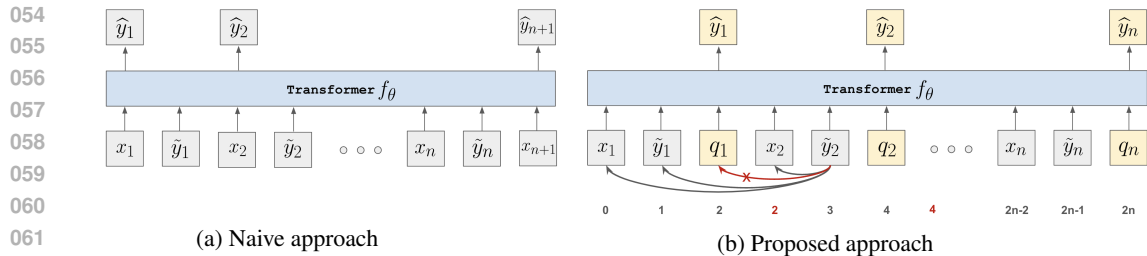 054
055
056
057
058
059
060
061
ŷ₁ ŷ₂ ŷₙ₊₁
Transformer f_θ
x₁ ỹ₁ x₂ ỹ₂ ○ ○ ○ xₙ ỹₙ xₙ₊₁
(a) Naive approach
ŷ₁ ŷ₂ ŷₙ
Transformer f_θ
x₁ ỹ₁ q₁ x₂ ỹ₂ q₂ ○ ○ ○ xₙ ỹₙ qₙ
x
0 1 2 2 3 4 4 2n-2 2n-1 2n
(b) Proposed approach